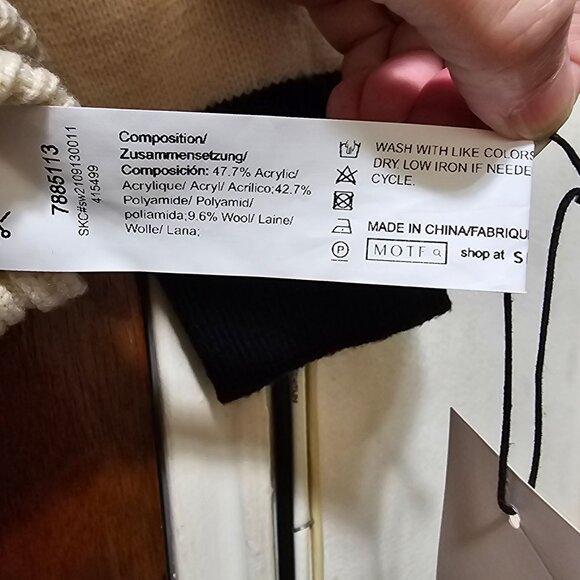 7885113
SKC#sw2109130011
415499
Composition/
Zusammensetzung/
Composición: 47.7% Acrylic/
Acrylique/ Acryl/ Acrílico;42.7%
Polyamide/ Polyamid/
poliamida;9.6% Wool/ Laine/
Wolle/ Lana;
WASH WITH LIKE COLORS
DRY, LOW IRON IF NEEDE
CYCLE.
MADE IN CHINA/FABRIQU
P
MOTF shop at S